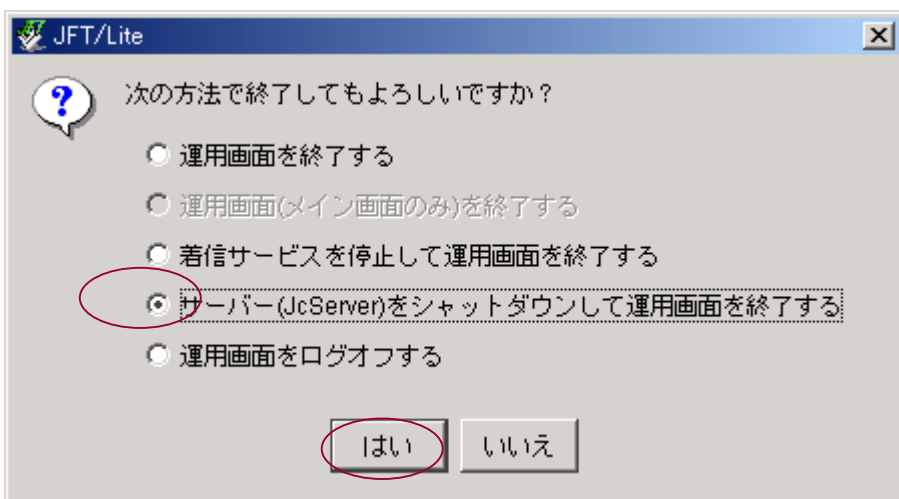 JFT/Lite
次の方法で終了してもよろしいですか？
運用画面を終了する
運用画面(メイン画面のみ)を終了する
着信サービスを停止して運用画面を終了する
サーバー(JcServer)をシャットダウンして運用画面を終了する
運用画面をログオフする
はい いいえ